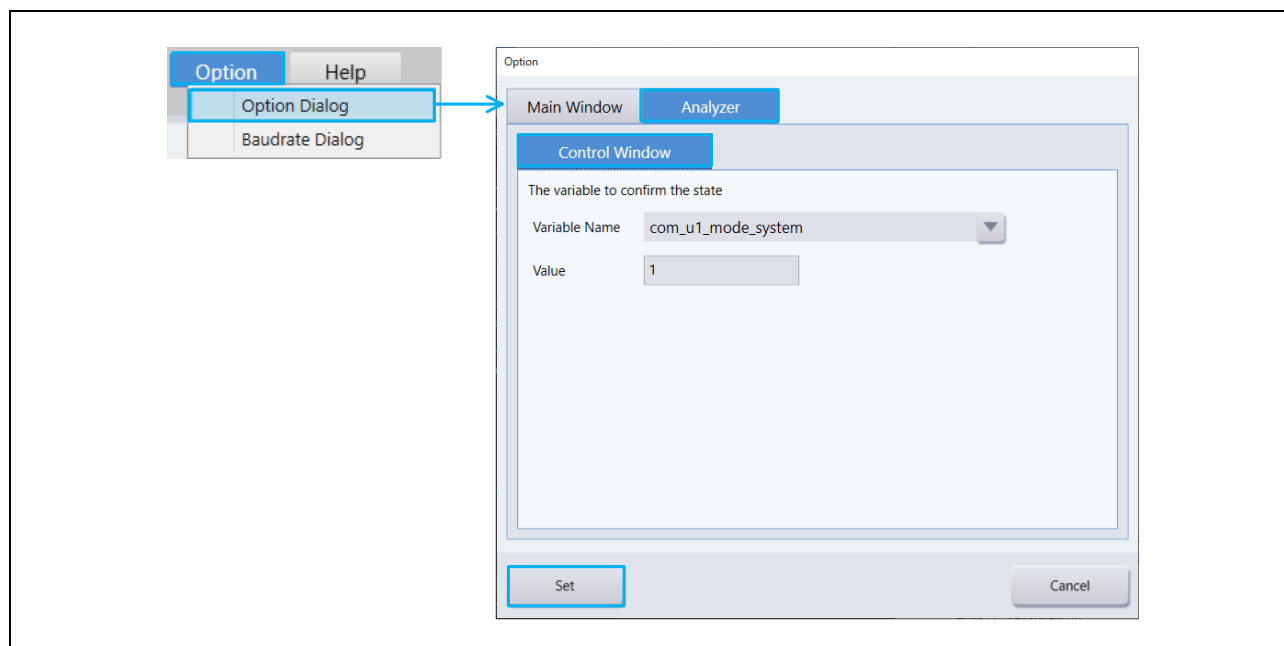 Option Help
Option Dialog
Baudrate Dialog
Option
Main Window Analyzer
Control Window
The variable to confirm the state
Variable Name com_u1_mode_system
Value 1
Set Cancel